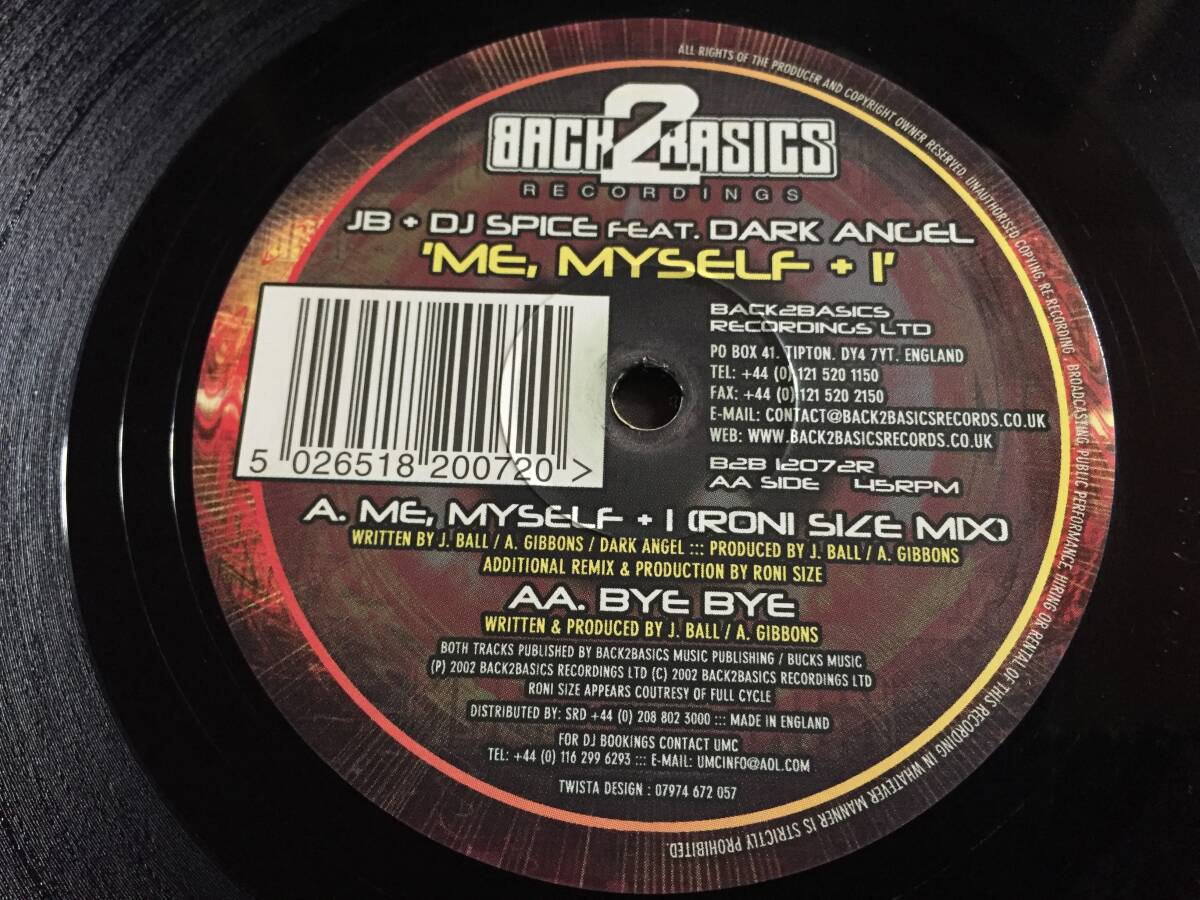 BACK2BASICS
RECORDINGS
JB + DJ SPICE FEAT. DARK ANGEL
'ME, MYSELF + I'
BACK2BASICS
RECORDINGS LTD
PO BOX 41. TIPTON. DY4 7YT. ENGLAND
TEL: +44 (0) 121 520 1150
FAX: +44 (0) 121 520 2150
E-MAIL: CONTACT@BACK2BASICSRECORDS.CO.UK
WEB: WWW.BACK2BASICSRECORDS.CO.UK
B2B 12072R
AA SIDE 45RPM
5 026518 200720 >
A. ME, MYSELF + I (RONI SIZE MIX)
WRITTEN BY J. BALL / A. GIBBONS / DARK ANGEL ::: PRODUCED BY J. BALL / A. GIBBONS
ADDITIONAL REMIX & PRODUCTION BY RONI SIZE
AA. BYE BYE
WRITTEN & PRODUCED BY J. BALL / A. GIBBONS
BOTH TRACKS PUBLISHED BY BACK2BASICS MUSIC PUBLISHING / BUCKS MUSIC
(P) 2002 BACK2BASICS RECORDINGS LTD (C) 2002 BACK2BASICS RECORDINGS LTD
RONI SIZE APPEARS COUTRESY OF FULL CYCLE
DISTRIBUTED BY: SRD +44 (0) 208 802 3000 ::: MADE IN ENGLAND
FOR DJ BOOKINGS CONTACT UMC
TEL: +44 (0) 116 299 6293 ::: E-MAIL: UMCINFO@AOL.COM
TWISTA DESIGN : 07974 672 057
ALL RIGHTS OF THE PRODUCER AND COPYRIGHT OWNER RESERVED. UNAUTHORISED COPYING, RE-RECORDING, BROADCASTING, PUBLIC PERFORMANCE, HIRING OR RENTAL OF THIS RECORDING IN WHATEVER MANNER IS STRICTLY PROHIBITED.